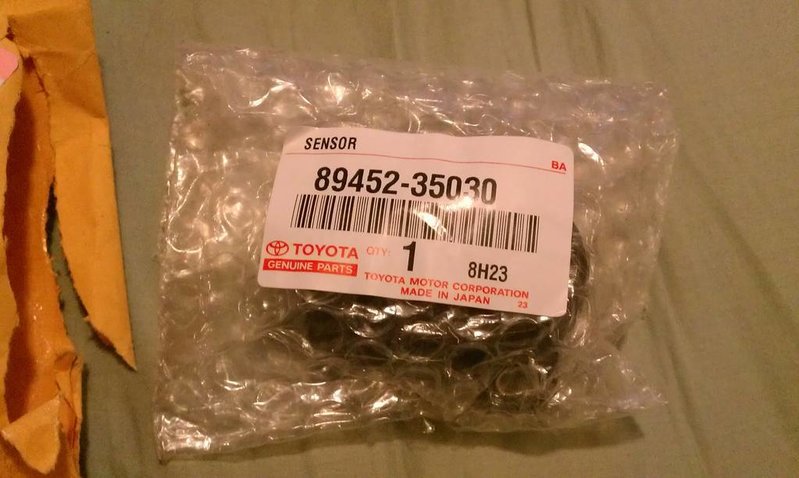 SENSOR
BA
89452-35030
TOYOTA QTY: 1 8H23
GENUINE PARTS
TOYOTA MOTOR CORPORATION
MADE IN JAPAN 23